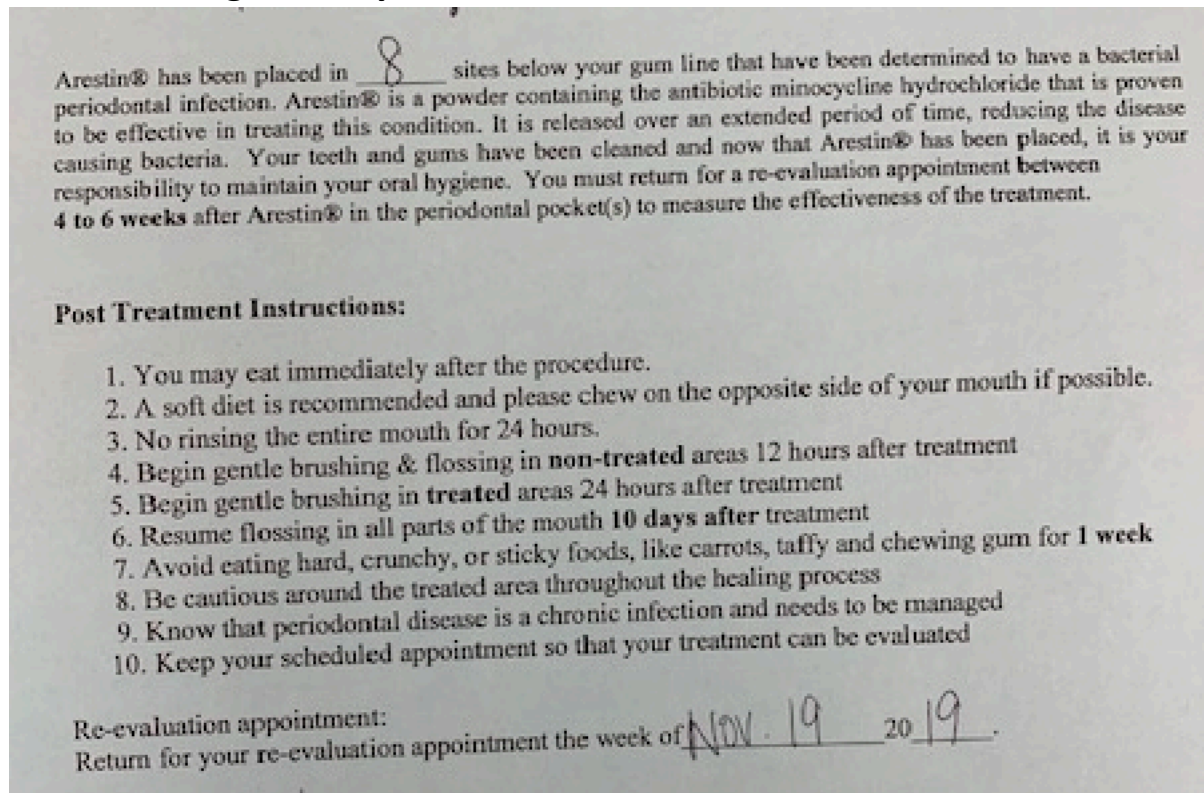 Arestin® has been placed in 8 sites below your gum line that have been determined to have a bacterial
periodontal infection. Arestin® is a powder containing the antibiotic minocycline hydrochloride that is proven
to be effective in treating this condition. It is released over an extended period of time, reducing the disease
causing bacteria. Your teeth and gums have been cleaned and now that Arestin® has been placed, it is your
responsibility to maintain your oral hygiene. You must return for a re-evaluation appointment between
4 to 6 weeks after Arestin® in the periodontal pocket(s) to measure the effectiveness of the treatment.
Post Treatment Instructions:
1. You may eat immediately after the procedure.
2. A soft diet is recommended and please chew on the opposite side of your mouth if possible.
3. No rinsing the entire mouth for 24 hours.
4. Begin gentle brushing & flossing in non-treated areas 12 hours after treatment
5. Begin gentle brushing in treated areas 24 hours after treatment
6. Resume flossing in all parts of the mouth 10 days after treatment
7. Avoid eating hard, crunchy, or sticky foods, like carrots, taffy and chewing gum for 1 week
8. Be cautious around the treated area throughout the healing process
9. Know that periodontal disease is a chronic infection and needs to be managed
10. Keep your scheduled appointment so that your treatment can be evaluated
Re-evaluation appointment:
Return for your re-evaluation appointment the week of NOV. 19 20 19.